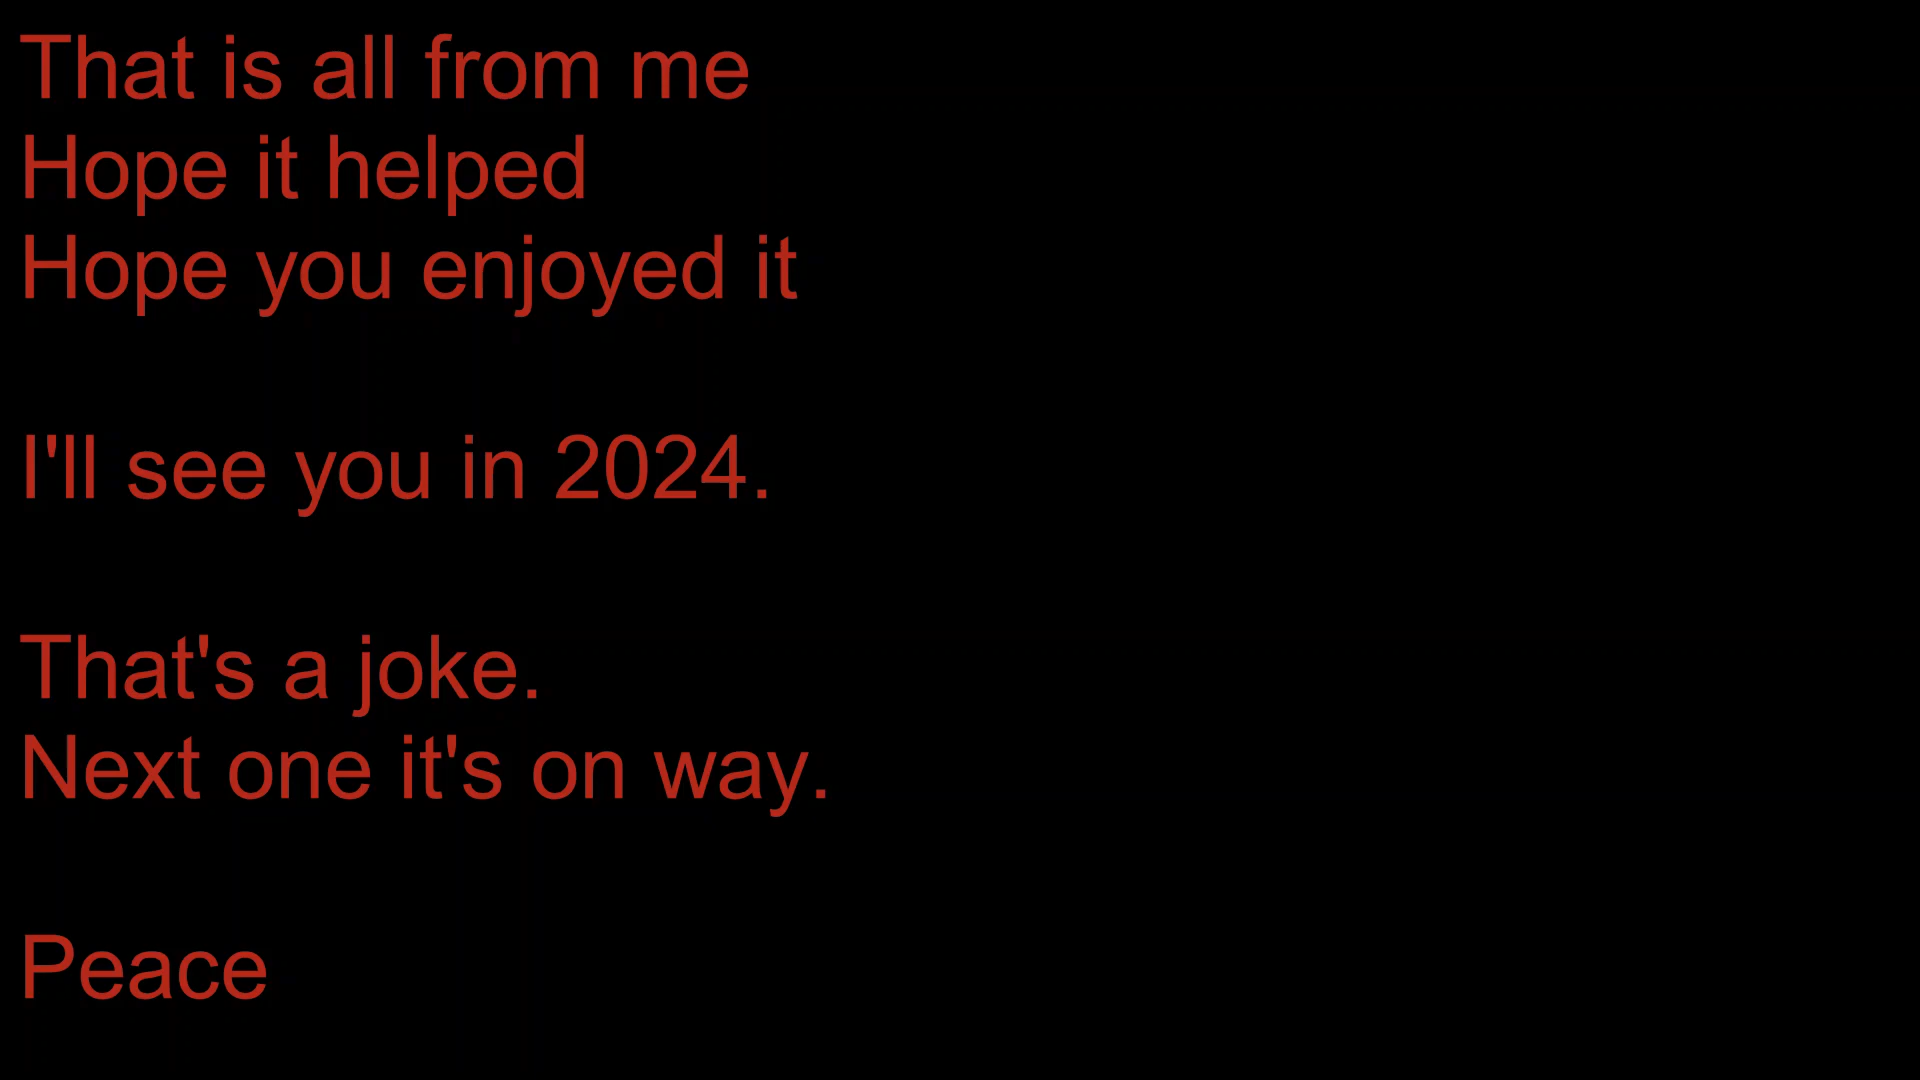 That is all from me
Hope it helped
Hope you enjoyed it
I'll see you in 2024.
That's a joke.
Next one it's on way.
Peace